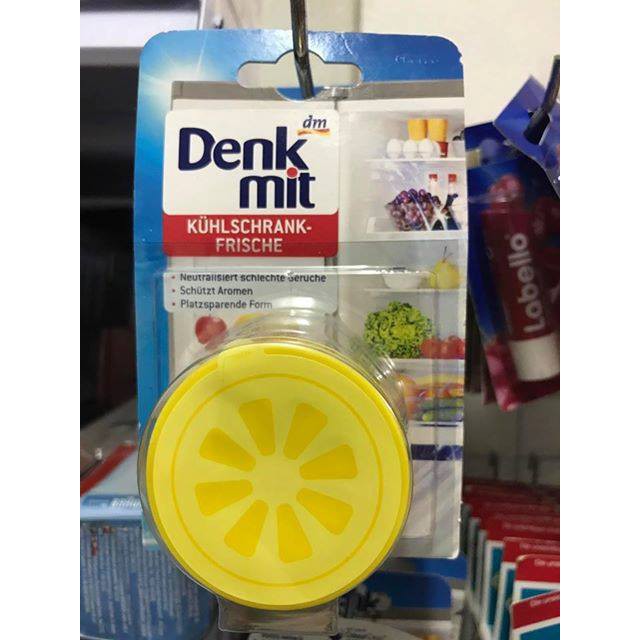 dm
Denk
mit
KÜHLSCHRANK-
FRISCHE
• Neutralisiert schlechte Gerüche
• Schützt Aromen
• Platzsparende Form
Labello